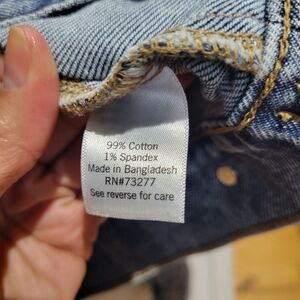 99% Cotton
1% Spandex
Made in Bangladesh
RN#73277
See reverse for care